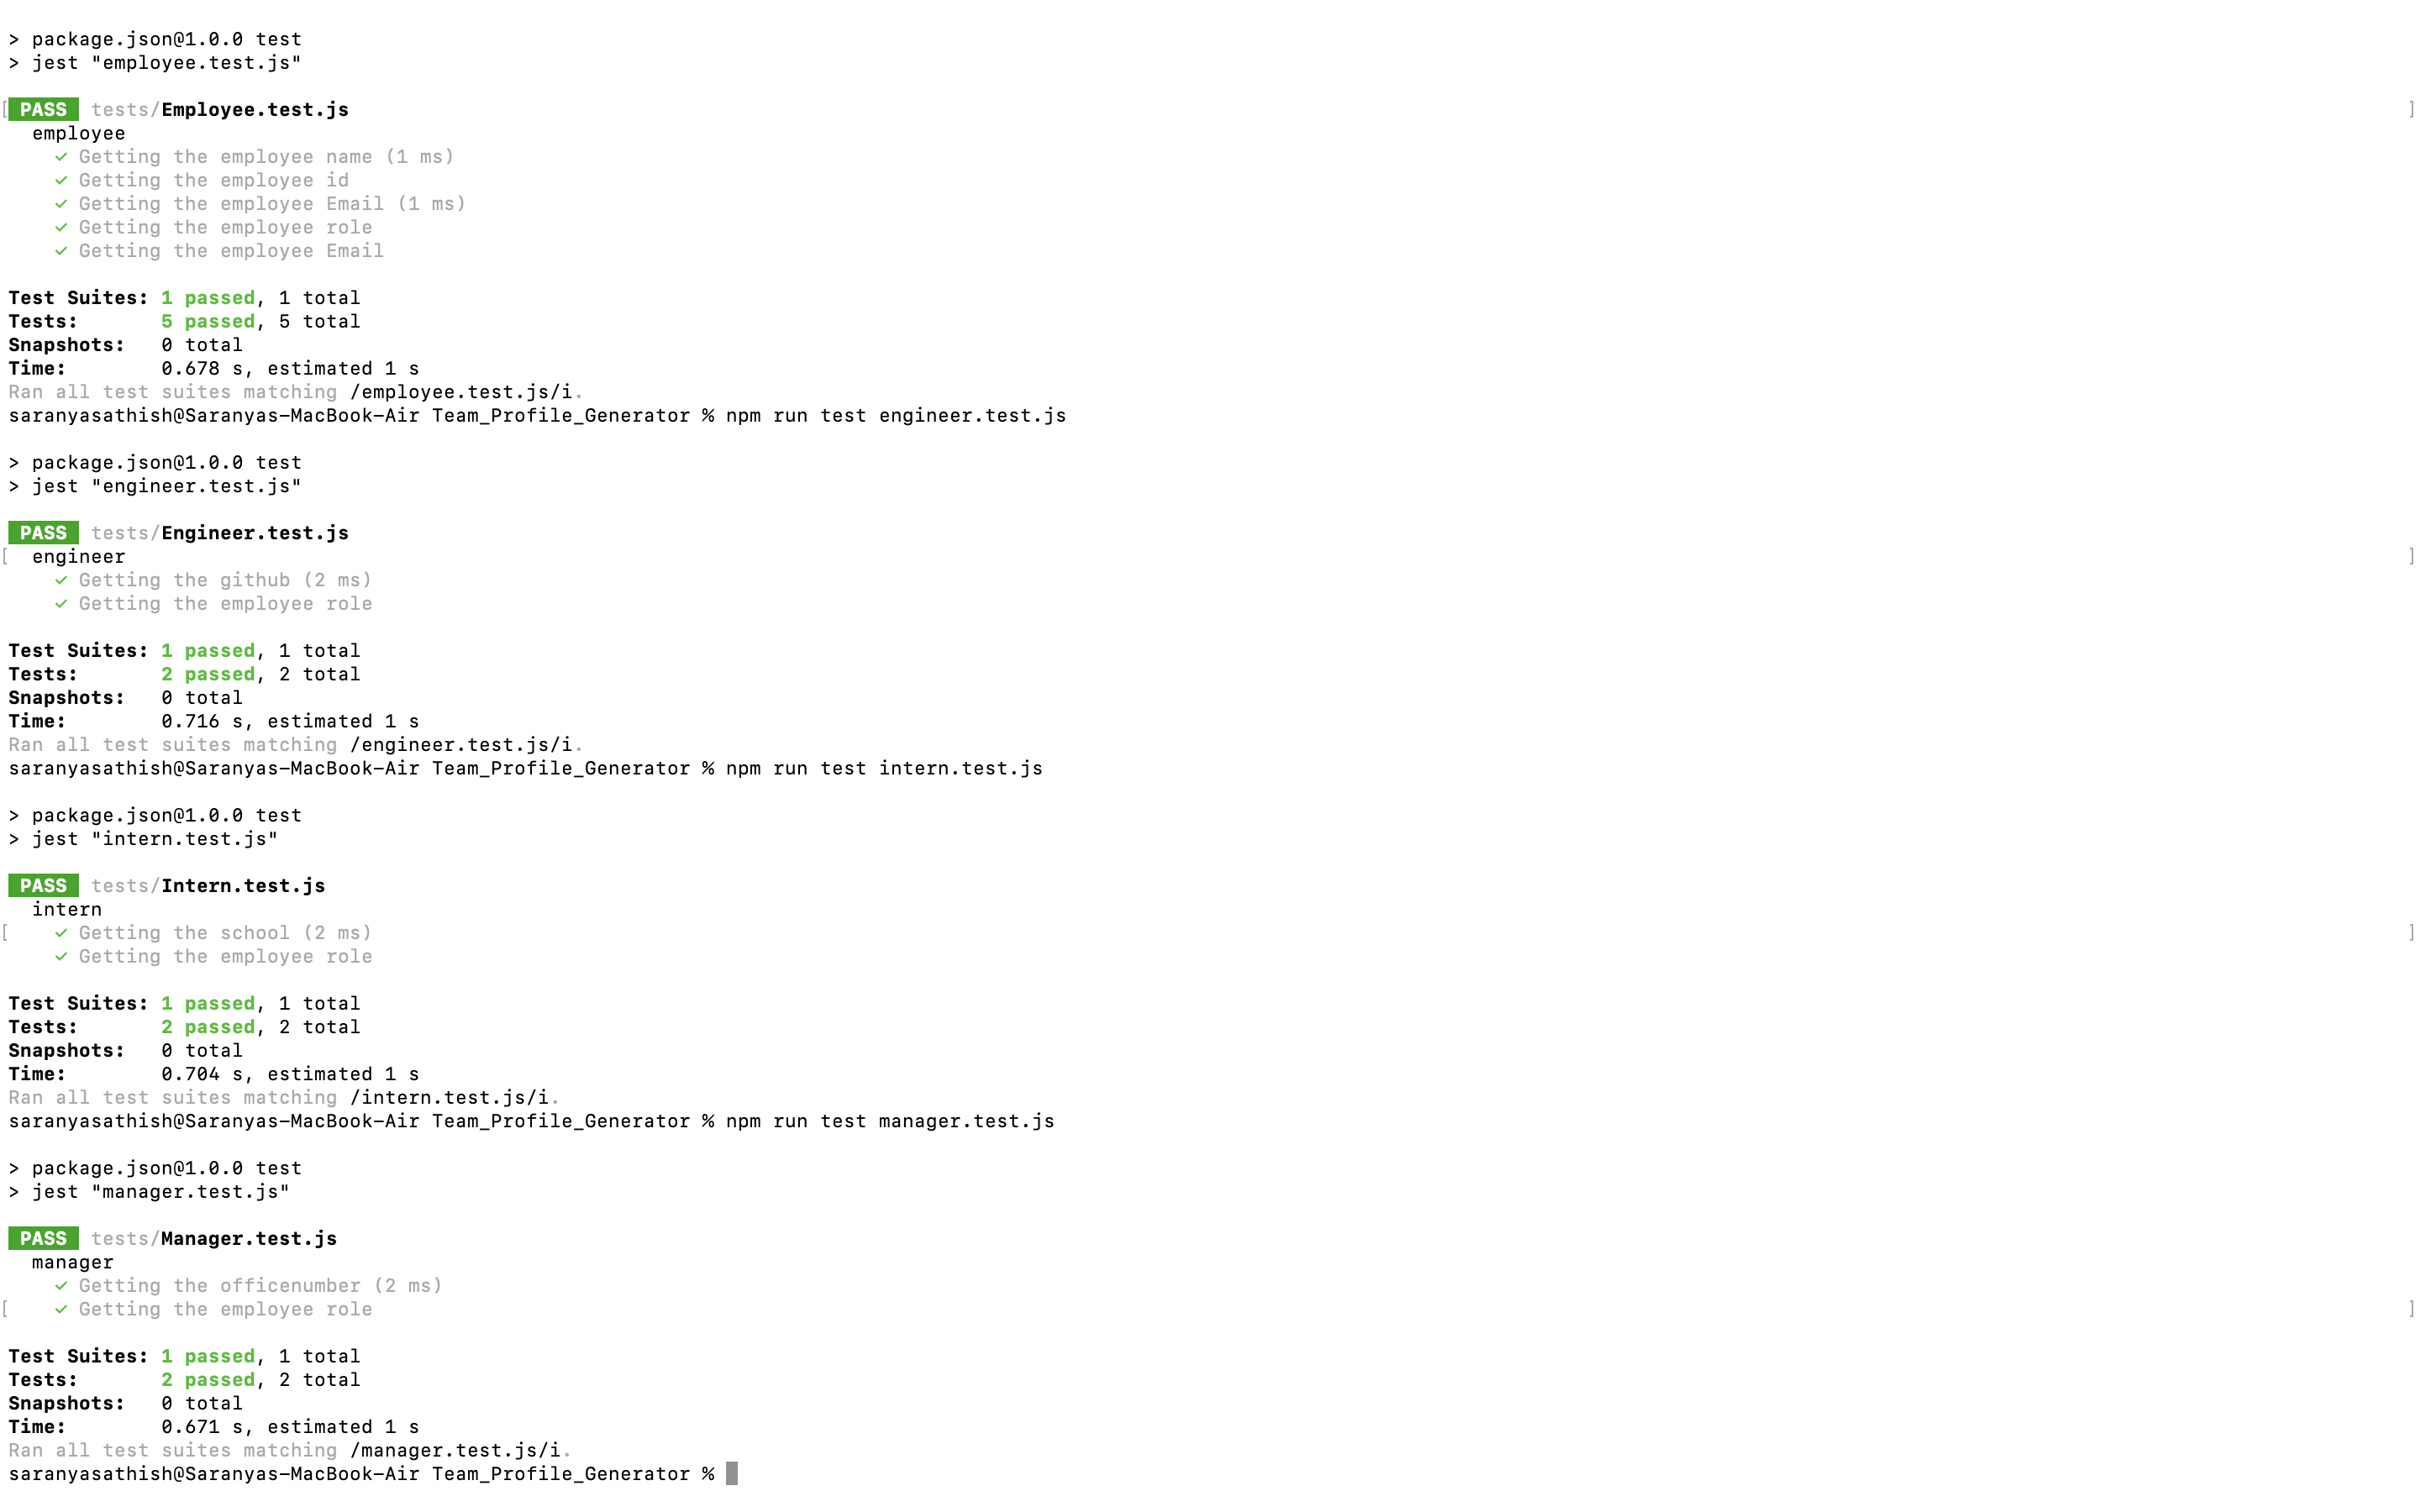 > package.json@1.0.0 test
> jest "employee.test.js"
[ PASS  tests/Employee.test.js ]
employee
✓ Getting the employee name (1 ms)
✓ Getting the employee id
✓ Getting the employee Email (1 ms)
✓ Getting the employee role
✓ Getting the employee Email
Test Suites: 1 passed, 1 total
Tests:       5 passed, 5 total
Snapshots:   0 total
Time:        0.678 s, estimated 1 s
Ran all test suites matching /employee.test.js/i.
saranyasathish@Saranyas-MacBook-Air Team_Profile_Generator % npm run test engineer.test.js
> package.json@1.0.0 test
> jest "engineer.test.js"
PASS  tests/Engineer.test.js
[ engineer ]
✓ Getting the github (2 ms)
✓ Getting the employee role
Test Suites: 1 passed, 1 total
Tests:       2 passed, 2 total
Snapshots:   0 total
Time:        0.716 s, estimated 1 s
Ran all test suites matching /engineer.test.js/i.
saranyasathish@Saranyas-MacBook-Air Team_Profile_Generator % npm run test intern.test.js
> package.json@1.0.0 test
> jest "intern.test.js"
PASS  tests/Intern.test.js
intern
[ ✓ Getting the school (2 ms) ]
✓ Getting the employee role
Test Suites: 1 passed, 1 total
Tests:       2 passed, 2 total
Snapshots:   0 total
Time:        0.704 s, estimated 1 s
Ran all test suites matching /intern.test.js/i.
saranyasathish@Saranyas-MacBook-Air Team_Profile_Generator % npm run test manager.test.js
> package.json@1.0.0 test
> jest "manager.test.js"
PASS  tests/Manager.test.js
manager
✓ Getting the officenumber (2 ms)
[ ✓ Getting the employee role ]
Test Suites: 1 passed, 1 total
Tests:       2 passed, 2 total
Snapshots:   0 total
Time:        0.671 s, estimated 1 s
Ran all test suites matching /manager.test.js/i.
saranyasathish@Saranyas-MacBook-Air Team_Profile_Generator %